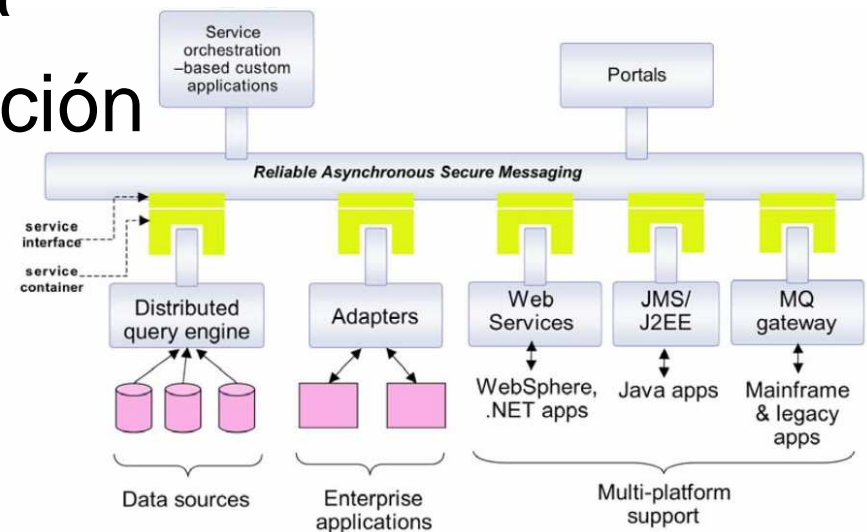 ción
Service
orchestration
–based custom
applications
Portals
Reliable Asynchronous Secure Messaging
service
interface
service
container
Distributed
query engine
Adapters
Web
Services
JMS/
J2EE
MQ
gateway
WebSphere,
.NET apps
Java apps
Mainframe
& legacy
apps
Data sources
Enterprise
applications
Multi-platform
support